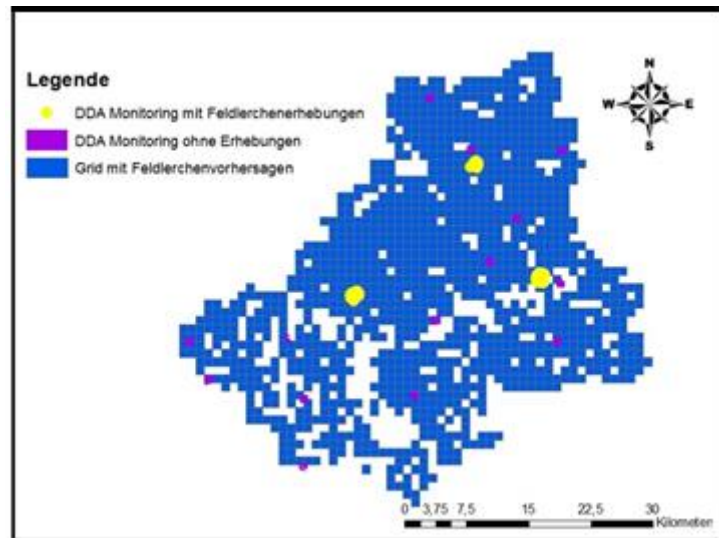 Legende
DDA Monitoring mit Feldlerchenerhebungen
DDA Monitoring ohne Erhebungen
Grid mit Feldlerchenvorhersagen
N
W E
S
0 3,75 7,5 15 22,5 30
Kilometer